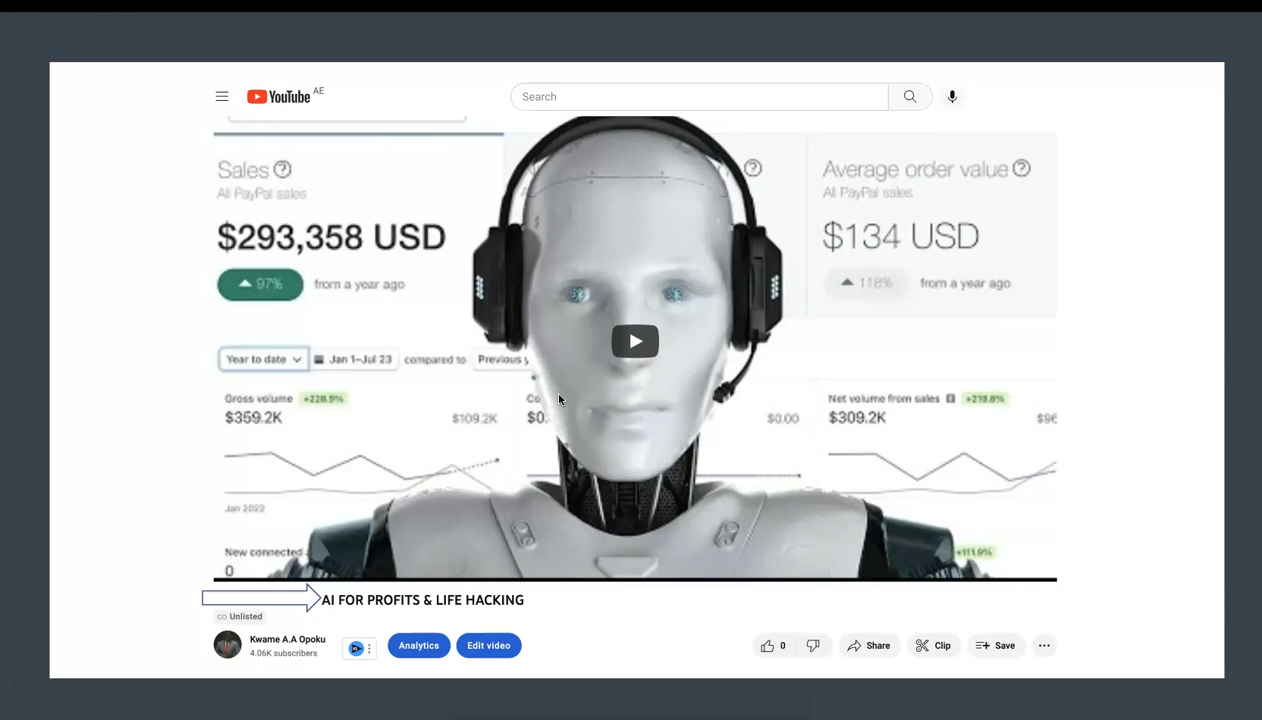 YouTube AE
Search
Sales
Average order value
All PayPal sales
All PayPal sales
$293,358 USD
$134 USD
97% from a year ago
118% from a year ago
Year to date Jan 1–Jul 23 compared to Previous
Gross volume +228.9%
Net volume from sales +219.8%
$359.2K $109.2K $0. $0.00 $309.2K
Jan 2022
New connected +111.9%
0
AI FOR PROFITS & LIFE HACKING
Unlisted
Kwame A.A Opoku
4.06K subscribers
Analytics Edit video 0 Share Clip Save